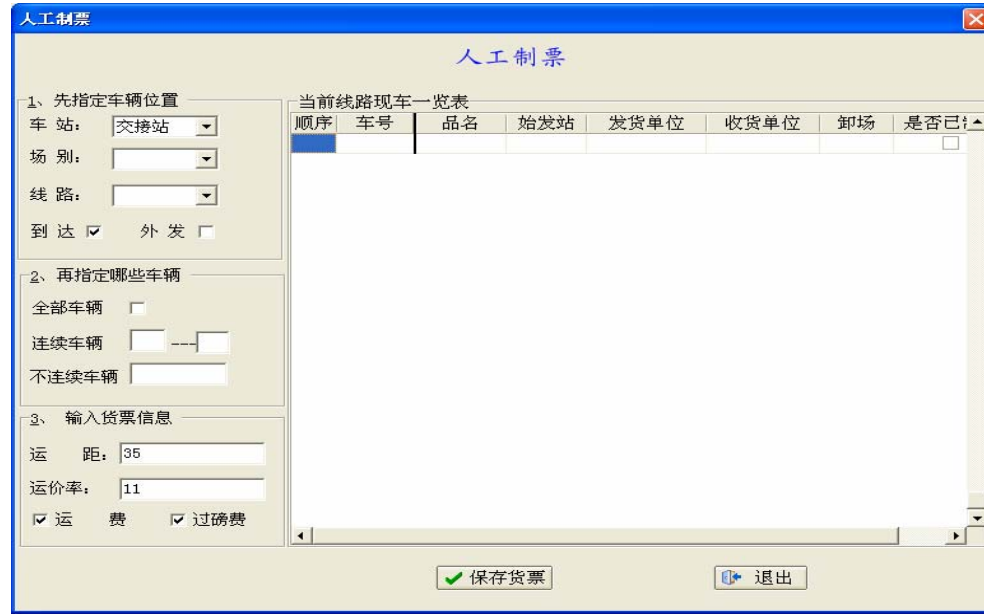 人工制票
人工制票
1、先指定车辆位置
车 站： 交接站
场 别：
线 路：
到 达 外 发
2、再指定哪些车辆
全部车辆
连续车辆 ---
不连续车辆
3、 输入货票信息
运 距： 35
运价率： 11
运 费 过磅费
当前线路现车一览表
顺序 车号 品名 始发站 发货单位 收货单位 卸场 是否已
保存货票 退出